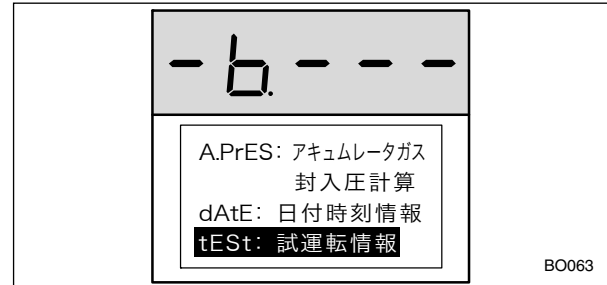 - b. - - -
A.PrES: アキュムレータガス
封入圧計算
dAtE: 日付時刻情報
tESt: 試運転情報
BO063